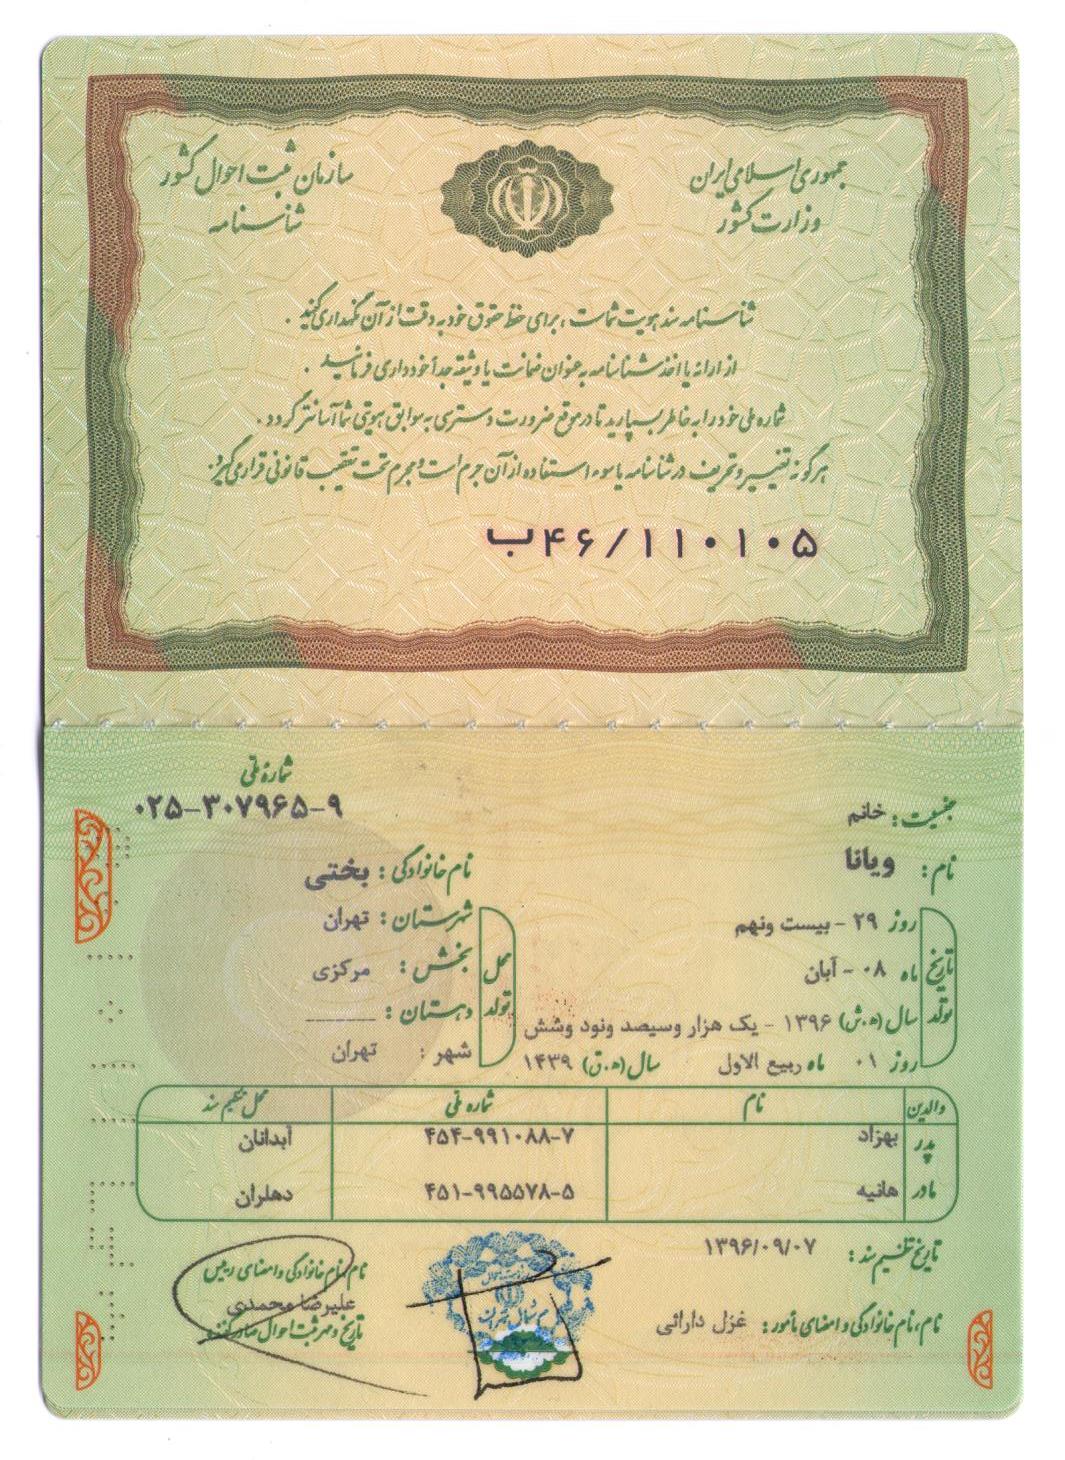 جمهوری اسلامی ایران
وزارت کشور
سازمان ثبت احوال کشور
شناسنامه
شناسنامه سند هویت شماست، برای حفظ حقوق خود به دقت از آن نگهداری کنید.
از ارائه یا اخذ شناسنامه به عنوان ضمانت یا وثیقه جداً خودداری فرمائید.
شماره ملی خود را به خاطر بسپارید تا در موقع ضرورت دسترسی به سوابق هویتی شما آسانتر گردد.
هرگونه تغییر و تحریف در شناسنامه یا سوء استفاده از آن جرم است و مجرم تحت تعقیب قانونی قرار می گیرد.
ب۴۶/۱۱۰۱۰۵
شماره ملی
۰۲۵-۳۰۷۹۶۵-۹
جنسیت: خانم
نام: ویانا
نام خانوادگی: بختی
تاریخ تولد
روز ۲۹ - بیست ونهم
ماه ۰۸ - آبان
سال (ه.ش) ۱۳۹۶ - یک هزار وسیصد ونود وشش
روز ۰۱ ماه ربیع الاول سال (ه.ق) ۱۴۳۹
محل تولد
شهرستان: تهران
بخش: مرکزی
دهستان: ______
شهر: تهران
والدین نام شماره ملی محل تنظیم سند
پدر بهزاد ۴۵۴-۹۹۱۰۸۸-۷ آبدانان
مادر هانیه ۴۵۱-۹۹۵۵۷۸-۵ دهلران
تاریخ تنظیم سند: ۱۳۹۶/۰۹/۰۷
نام، نام خانوادگی و امضای مأمور: غزل دارائی
نام، نام خانوادگی و امضای رییس
علیرضا محمدی
تاریخ و مهر ثبت احوال صادرکننده